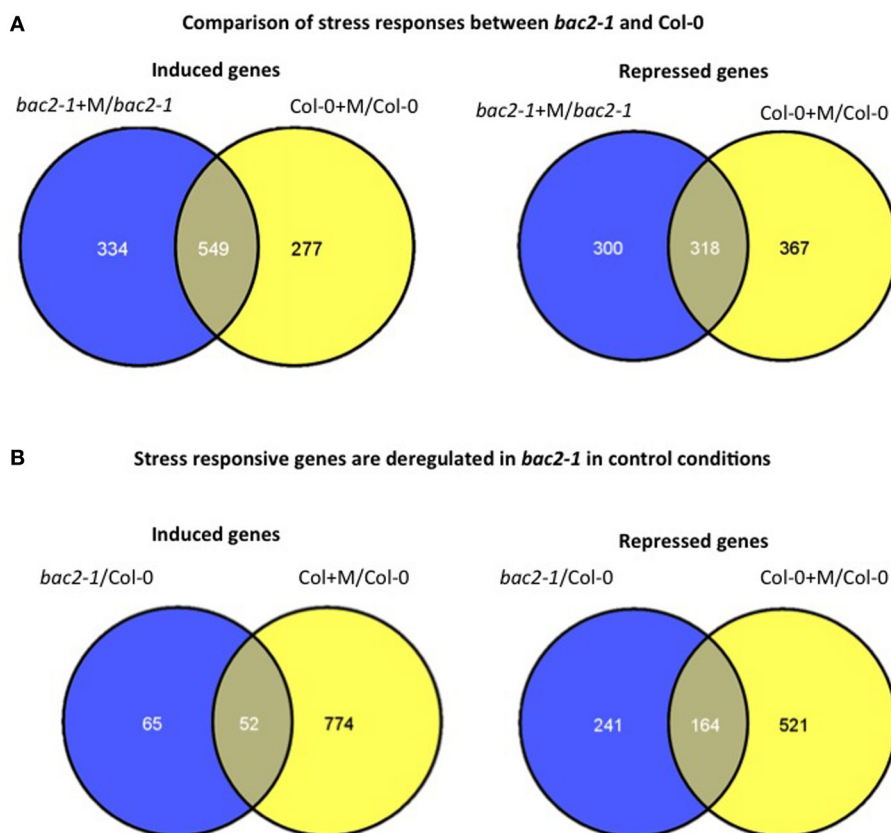 A
Comparison of stress responses between bac2-1 and Col-0
Induced genes
bac2-1+M/bac2-1
Col-0+M/Col-0
334
549
277
Repressed genes
bac2-1+M/bac2-1
Col-0+M/Col-0
300
318
367
B
Stress responsive genes are deregulated in bac2-1 in control conditions
Induced genes
bac2-1/Col-0
Col+M/Col-0
65
52
774
Repressed genes
bac2-1/Col-0
Col-0+M/Col-0
241
164
521